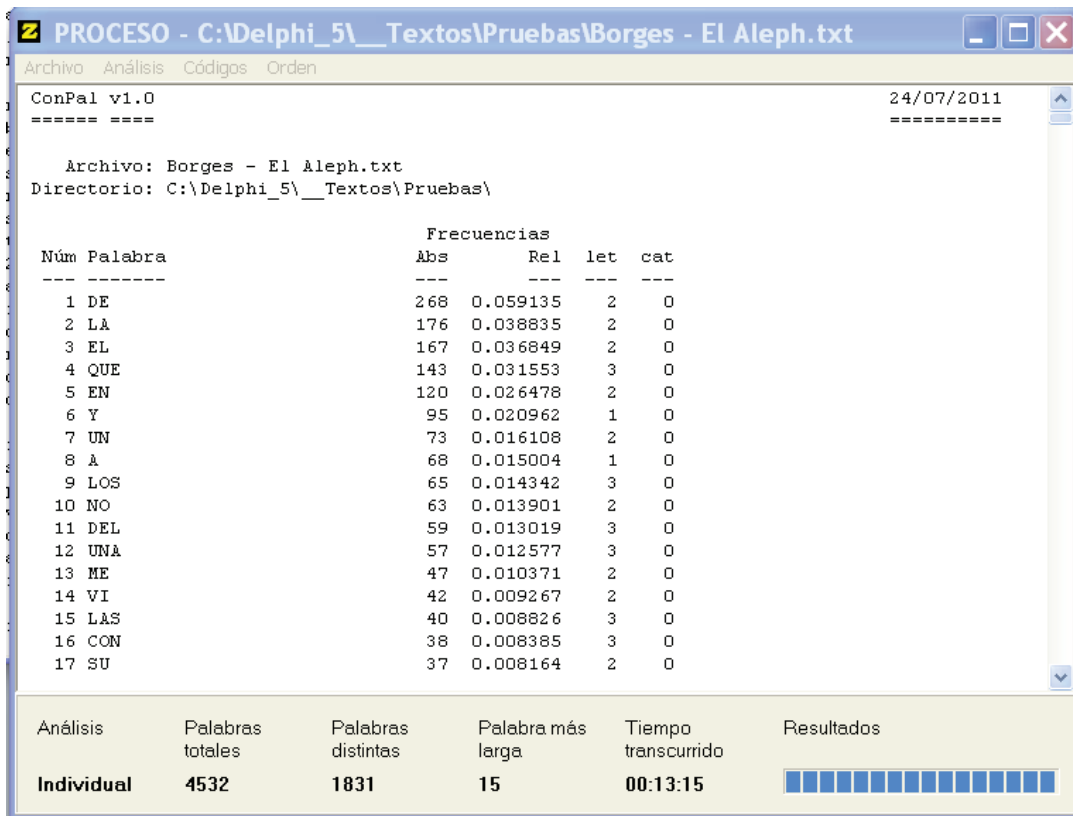 Z PROCESO - C:\Delphi_5\__Textos\Pruebas\Borges - El Aleph.txt
Archivo Análisis Códigos Orden
ConPal v1.0 24/07/2011
====== ==== ==========
Archivo: Borges - El Aleph.txt
Directorio: C:\Delphi_5\__Textos\Pruebas\
Frecuencias
Núm Palabra Abs Rel let cat
--- ------- --- --- --- ---
1 DE 268 0.059135 2 0
2 LA 176 0.038835 2 0
3 EL 167 0.036849 2 0
4 QUE 143 0.031553 3 0
5 EN 120 0.026478 2 0
6 Y 95 0.020962 1 0
7 UN 73 0.016108 2 0
8 A 68 0.015004 1 0
9 LOS 65 0.014342 3 0
10 NO 63 0.013901 2 0
11 DEL 59 0.013019 3 0
12 UNA 57 0.012577 3 0
13 ME 47 0.010371 2 0
14 VI 42 0.009267 2 0
15 LAS 40 0.008826 3 0
16 CON 38 0.008385 3 0
17 SU 37 0.008164 2 0
Análisis Palabras Palabras Palabra más Tiempo Resultados
totales distintas larga transcurrido
Individual 4532 1831 15 00:13:15